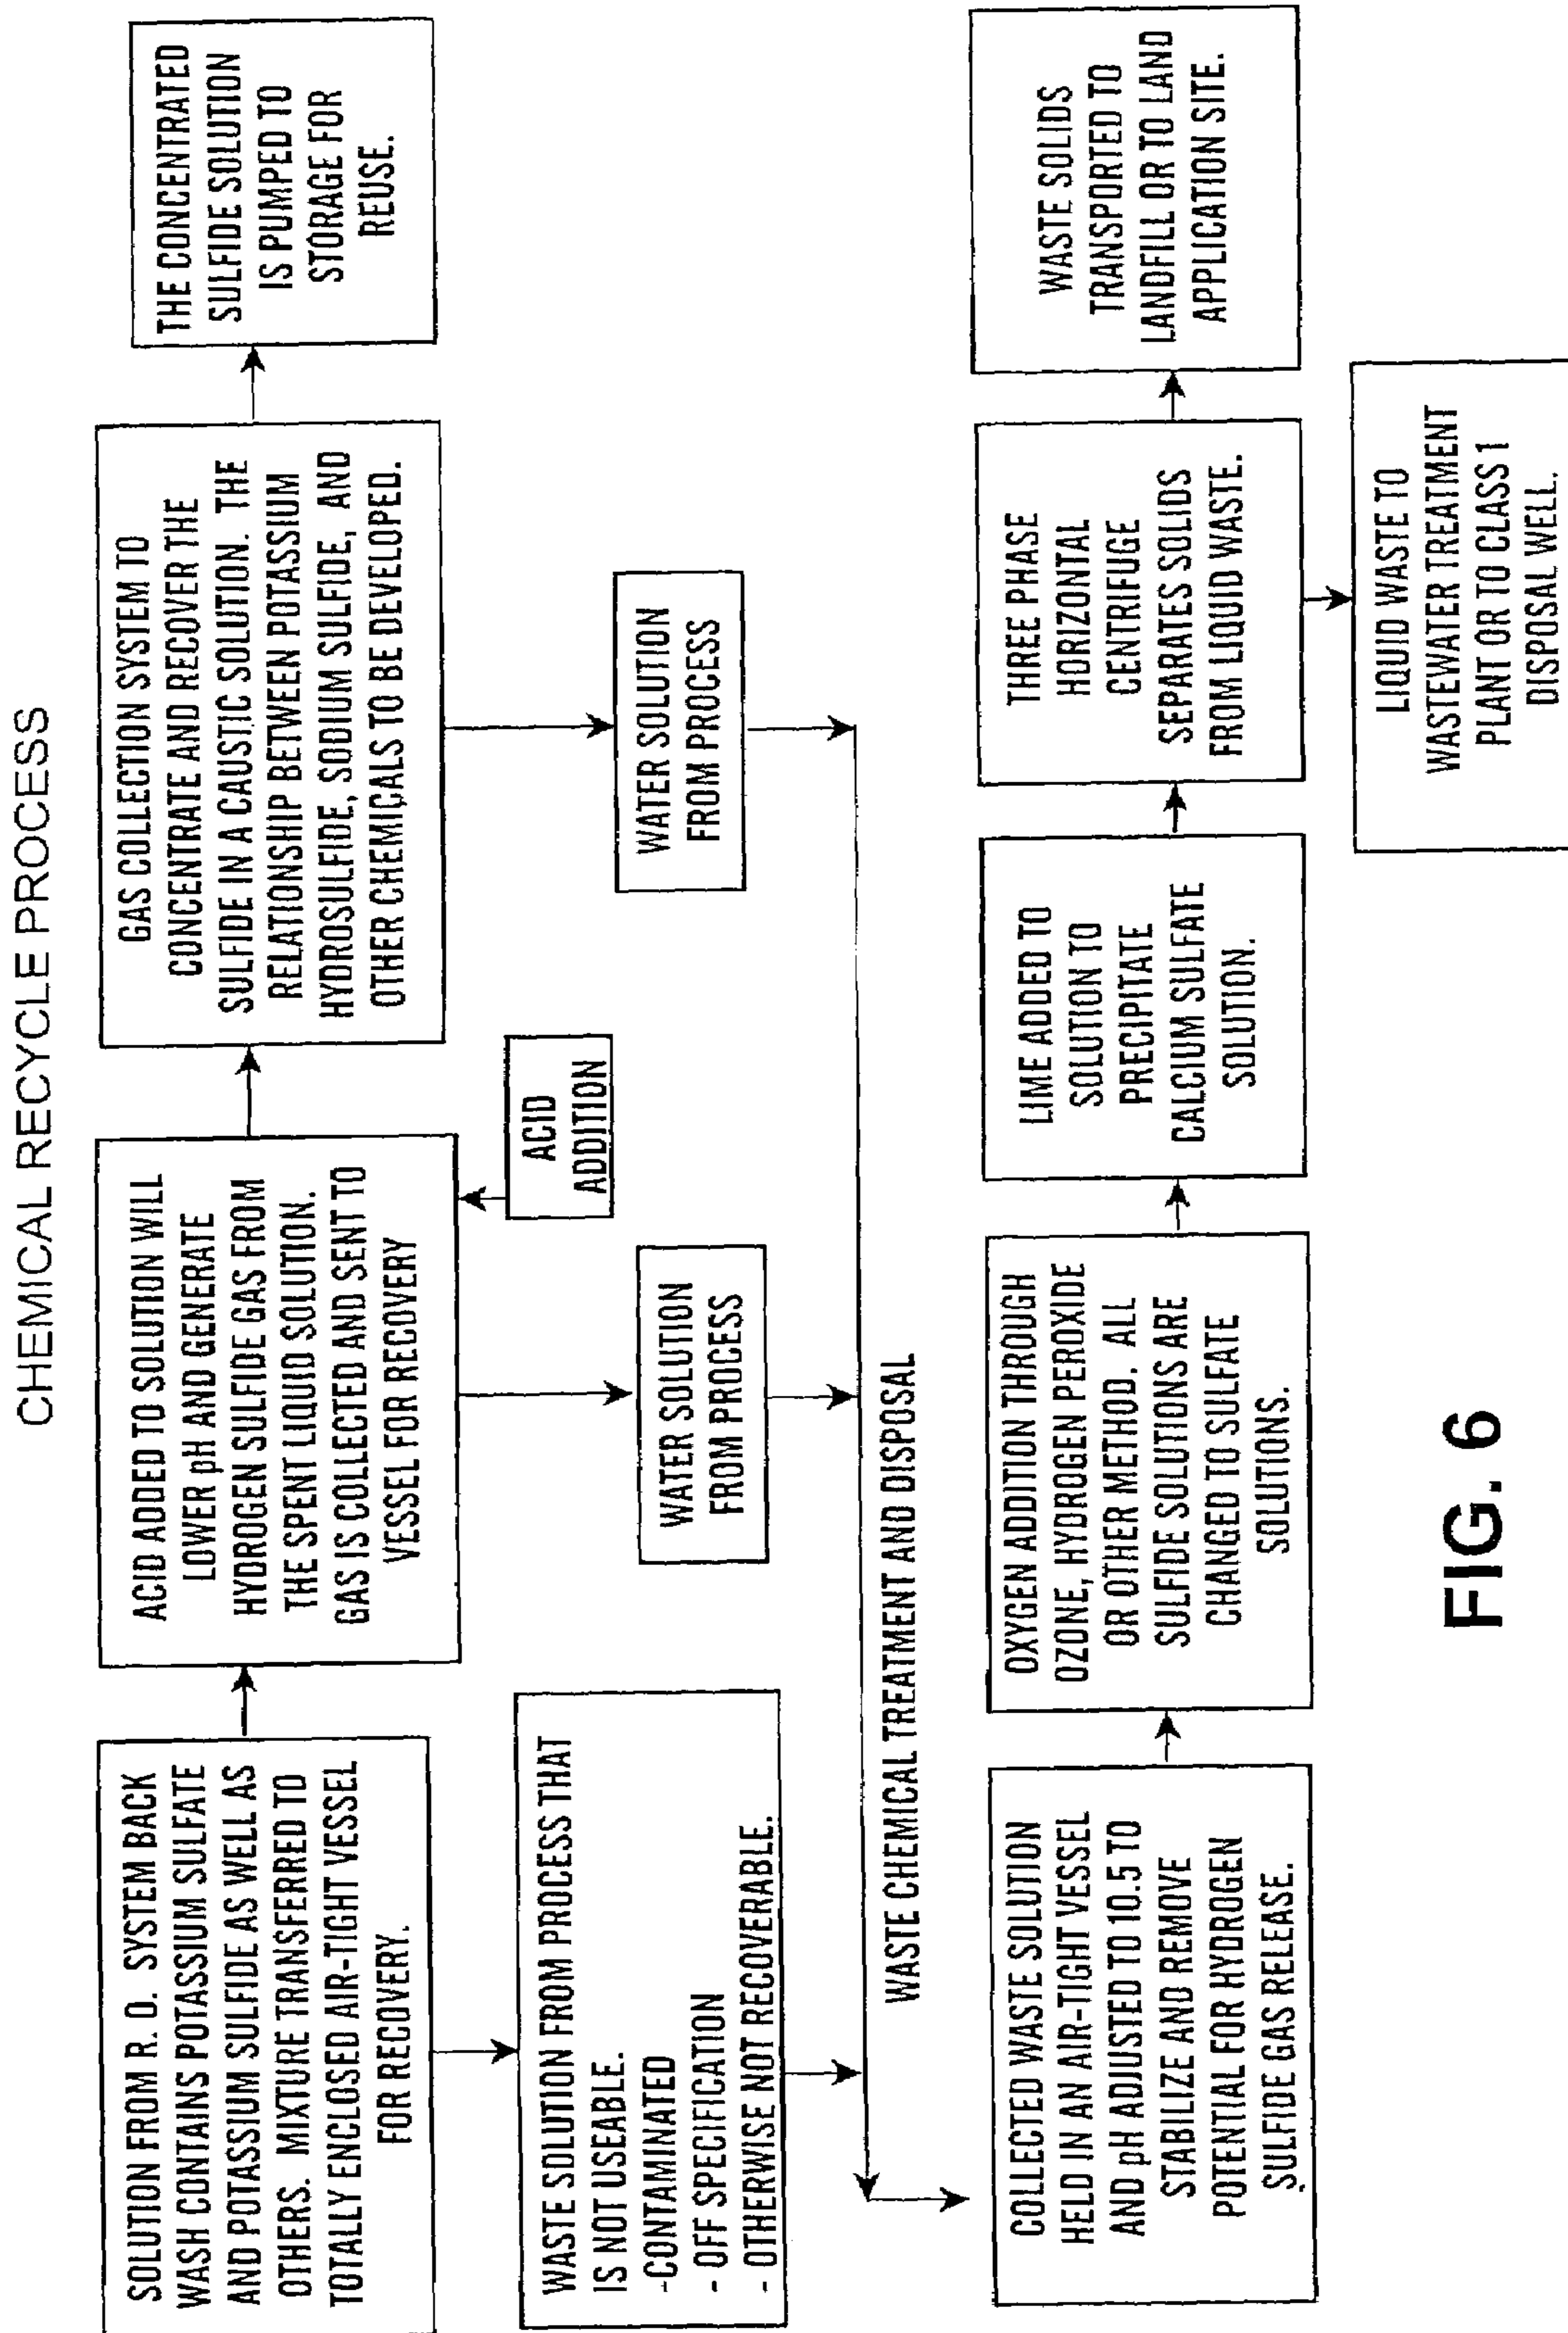 CHEMICAL RECYCLE PROCESS
SOLUTION FROM R. O. SYSTEM BACK
WASH CONTAINS POTASSIUM SULFATE
AND POTASSIUM SULFIDE AS WELL AS
OTHERS. MIXTURE TRANSFERRED TO
TOTALLY ENCLOSED AIR-TIGHT VESSEL
FOR RECOVERY.
ACID ADDED TO SOLUTION WILL
LOWER pH AND GENERATE
HYDROGEN SULFIDE GAS FROM
THE SPENT LIQUID SOLUTION.
GAS IS COLLECTED AND SENT TO
VESSEL FOR RECOVERY
GAS COLLECTION SYSTEM TO
CONCENTRATE AND RECOVER THE
SULFIDE IN A CAUSTIC SOLUTION. THE
RELATIONSHIP BETWEEN POTASSIUM
HYDROSULFIDE, SODIUM SULFIDE, AND
OTHER CHEMICALS TO BE DEVELOPED.
THE CONCENTRATED
SULFIDE SOLUTION
IS PUMPED TO
STORAGE FOR
REUSE.
ACID
ADDITION
WASTE SOLUTION FROM PROCESS THAT
IS NOT USEABLE.
-CONTAMINATED
- OFF SPECIFICATION
- OTHERWISE NOT RECOVERABLE.
WATER SOLUTION
FROM PROCESS
WATER SOLUTION
FROM PROCESS
WASTE CHEMICAL TREATMENT AND DISPOSAL
COLLECTED WASTE SOLUTION
HELD IN AN AIR-TIGHT VESSEL
AND pH ADJUSTED TO 10.5 TO
STABILIZE AND REMOVE
POTENTIAL FOR HYDROGEN
SULFIDE GAS RELEASE.
OXYGEN ADDITION THROUGH
OZONE, HYDROGEN PEROXIDE
OR OTHER METHOD. ALL
SULFIDE SOLUTIONS ARE
CHANGED TO SULFATE
SOLUTIONS.
LIME ADDED TO
SOLUTION TO
PRECIPITATE
CALCIUM SULFATE
SOLUTION.
THREE PHASE
HORIZONTAL
CENTRIFUGE
SEPARATES SOLIDS
FROM LIQUID WASTE.
WASTE SOLIDS
TRANSPORTED TO
LANDFILL OR TO LAND
APPLICATION SITE.
LIQUID WASTE TO
WASTEWATER TREATMENT
PLANT OR TO CLASS 1
DISPOSAL WELL.
FIG. 6